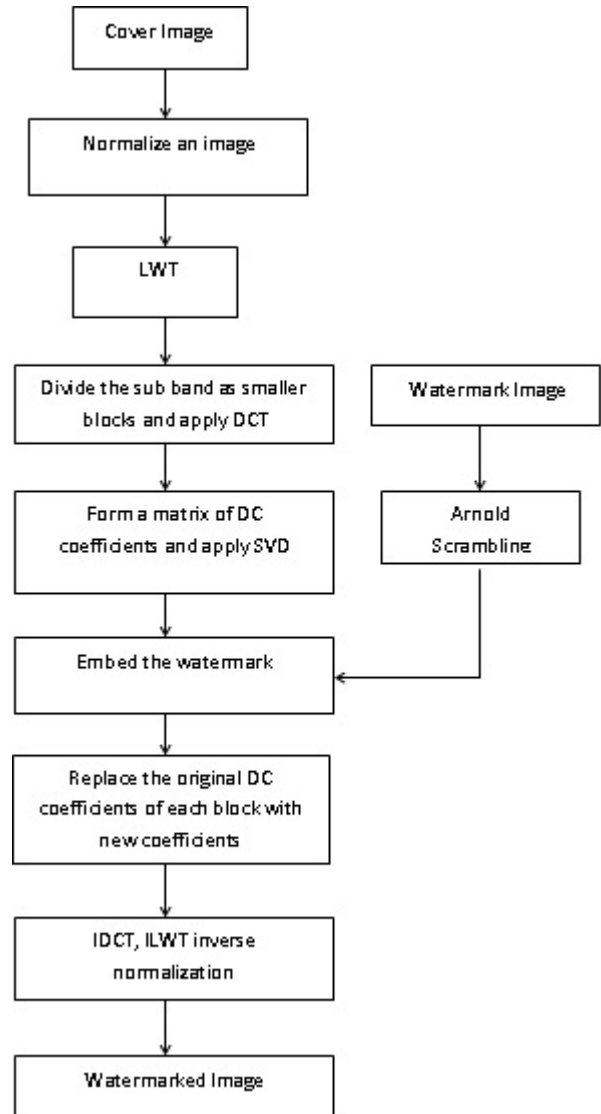 Cover Image
Normalize an image
LWT
Divide the sub band as smaller
blocks and apply DCT
Watermark Image
Form a matrix of DC
coefficients and apply SVD
Arnold
Scrambling
Embed the watermark
Replace the original DC
coefficients of each block with
new coefficients
IDCT, ILWT inverse
normalization
Watermarked Image